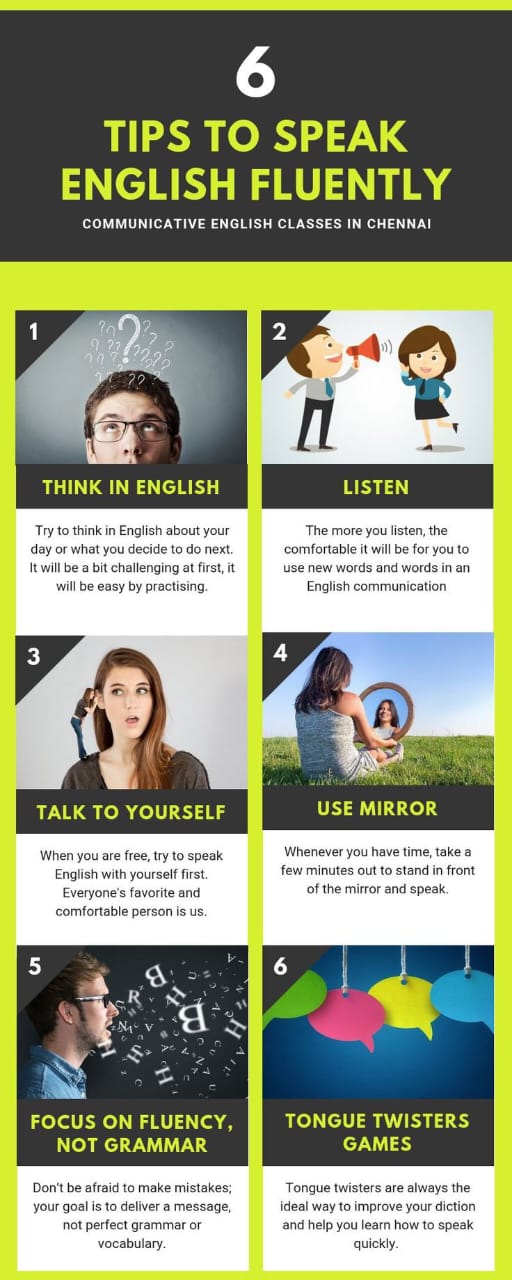 6
TIPS TO SPEAK
ENGLISH FLUENTLY
COMMUNICATIVE ENGLISH CLASSES IN CHENNAI
1
THINK IN ENGLISH
Try to think in English about your
day or what you decide to do next.
It will be a bit challenging at first, it
will be easy by practising.
2
LISTEN
The more you listen, the
comfortable it will be for you to
use new words and words in an
English communication
3
TALK TO YOURSELF
When you are free, try to speak
English with yourself first.
Everyone's favorite and
comfortable person is us.
4
USE MIRROR
Whenever you have time, take a
few minutes out to stand in front
of the mirror and speak.
5
FOCUS ON FLUENCY,
NOT GRAMMAR
Don't be afraid to make mistakes;
your goal is to deliver a message,
not perfect grammar or
vocabulary.
6
TONGUE TWISTERS
GAMES
Tongue twisters are always the
ideal way to improve your diction
and help you learn how to speak
quickly.